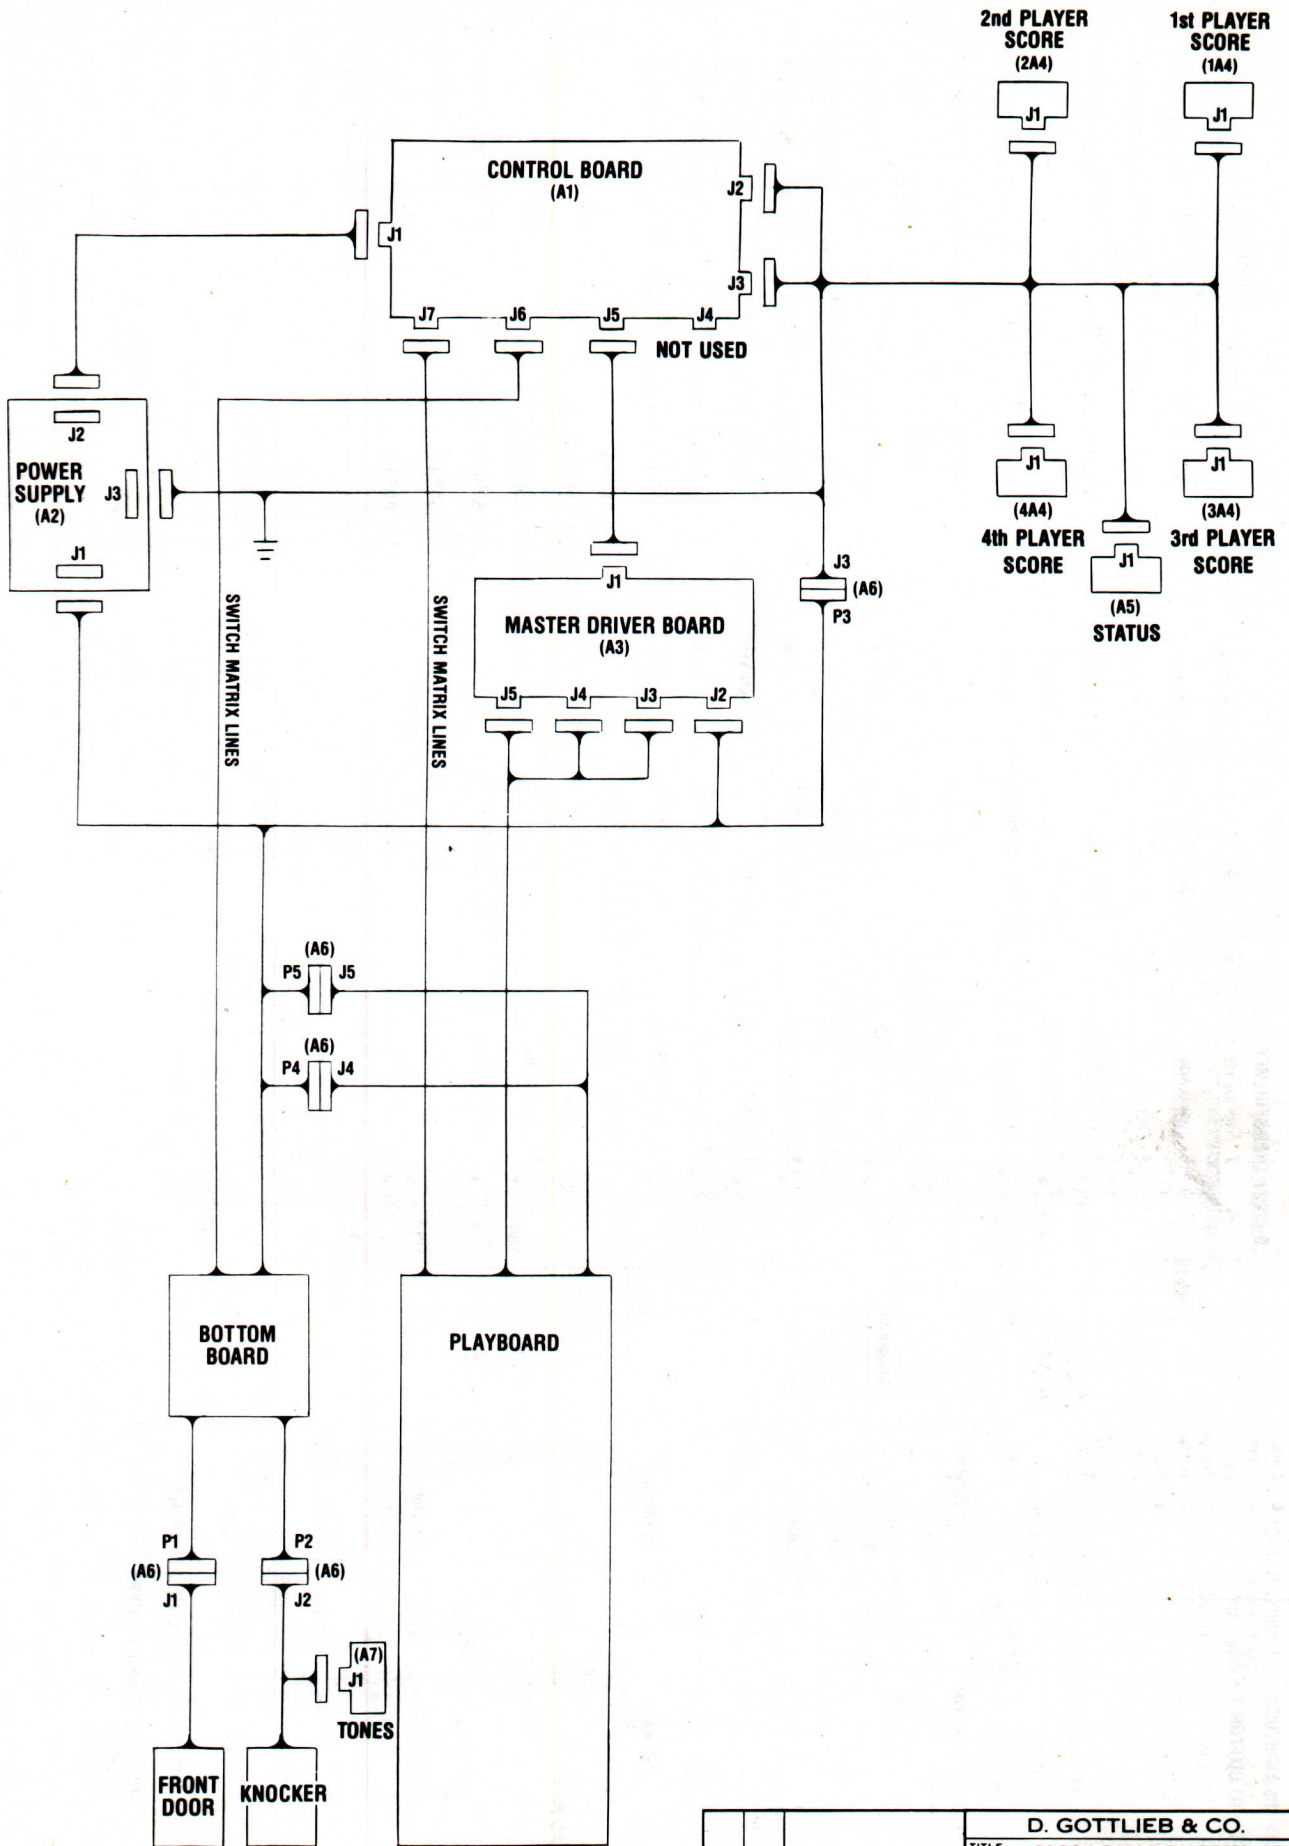 2nd PLAYER
SCORE
(2A4)
J1
1st PLAYER
SCORE
(1A4)
J1
CONTROL BOARD
(A1)
J1
J2
J3
J7
J6
J5
J4
NOT USED
J2
POWER
SUPPLY
(A2)
J3
J1
J1
(4A4)
4th PLAYER
SCORE
J1
(3A4)
3rd PLAYER
SCORE
J1
(A5)
STATUS
J3
(A6)
P3
SWITCH MATRIX LINES
SWITCH MATRIX LINES
J1
MASTER DRIVER BOARD
(A3)
J5
J4
J3
J2
(A6)
P5
J5
(A6)
P4
J4
BOTTOM
BOARD
PLAYBOARD
P1
(A6)
J1
P2
(A6)
J2
(A7)
J1
TONES
FRONT
DOOR
KNOCKER
D. GOTTLIEB & CO.